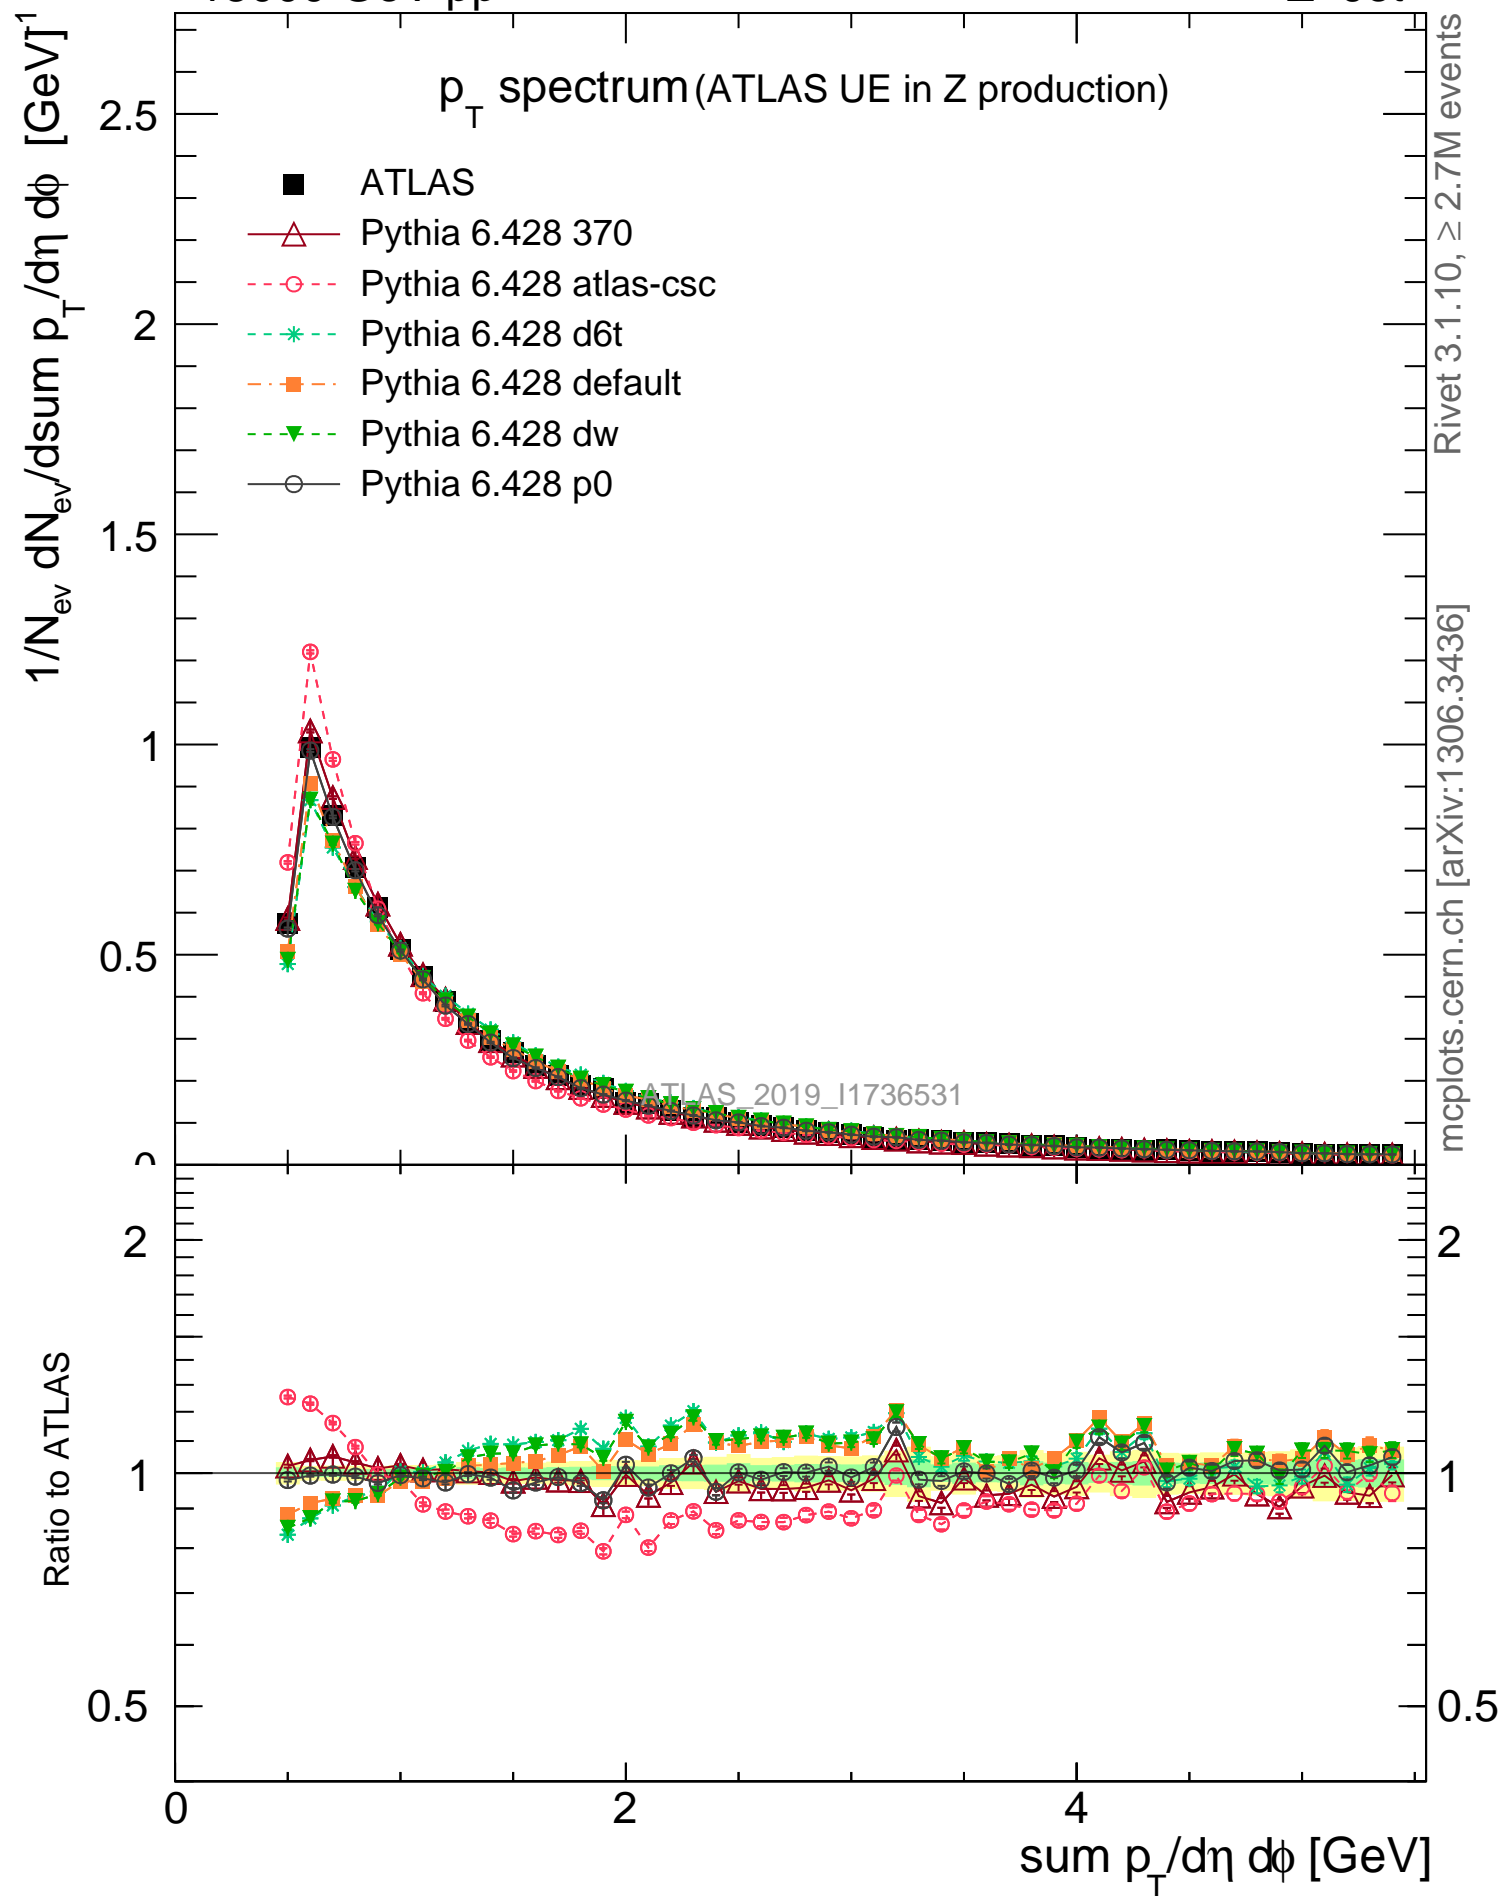 p_T spectrum (ATLAS UE in Z production)
1/N_ev dN_ev/dsum p_T/dη dϕ [GeV]^-1
ATLAS
Pythia 6.428 370
Pythia 6.428 atlas-csc
Pythia 6.428 d6t
Pythia 6.428 default
Pythia 6.428 dw
Pythia 6.428 p0
2.5
2
1.5
1
0.5
0
ATLAS_2019_I1736531
Rivet 3.1.10, ≥ 2.7M events
mcplots.cern.ch [arXiv:1306.3436]
Ratio to ATLAS
2
1
0.5
2
1
0.5
0
2
4
sum p_T/dη dϕ [GeV]